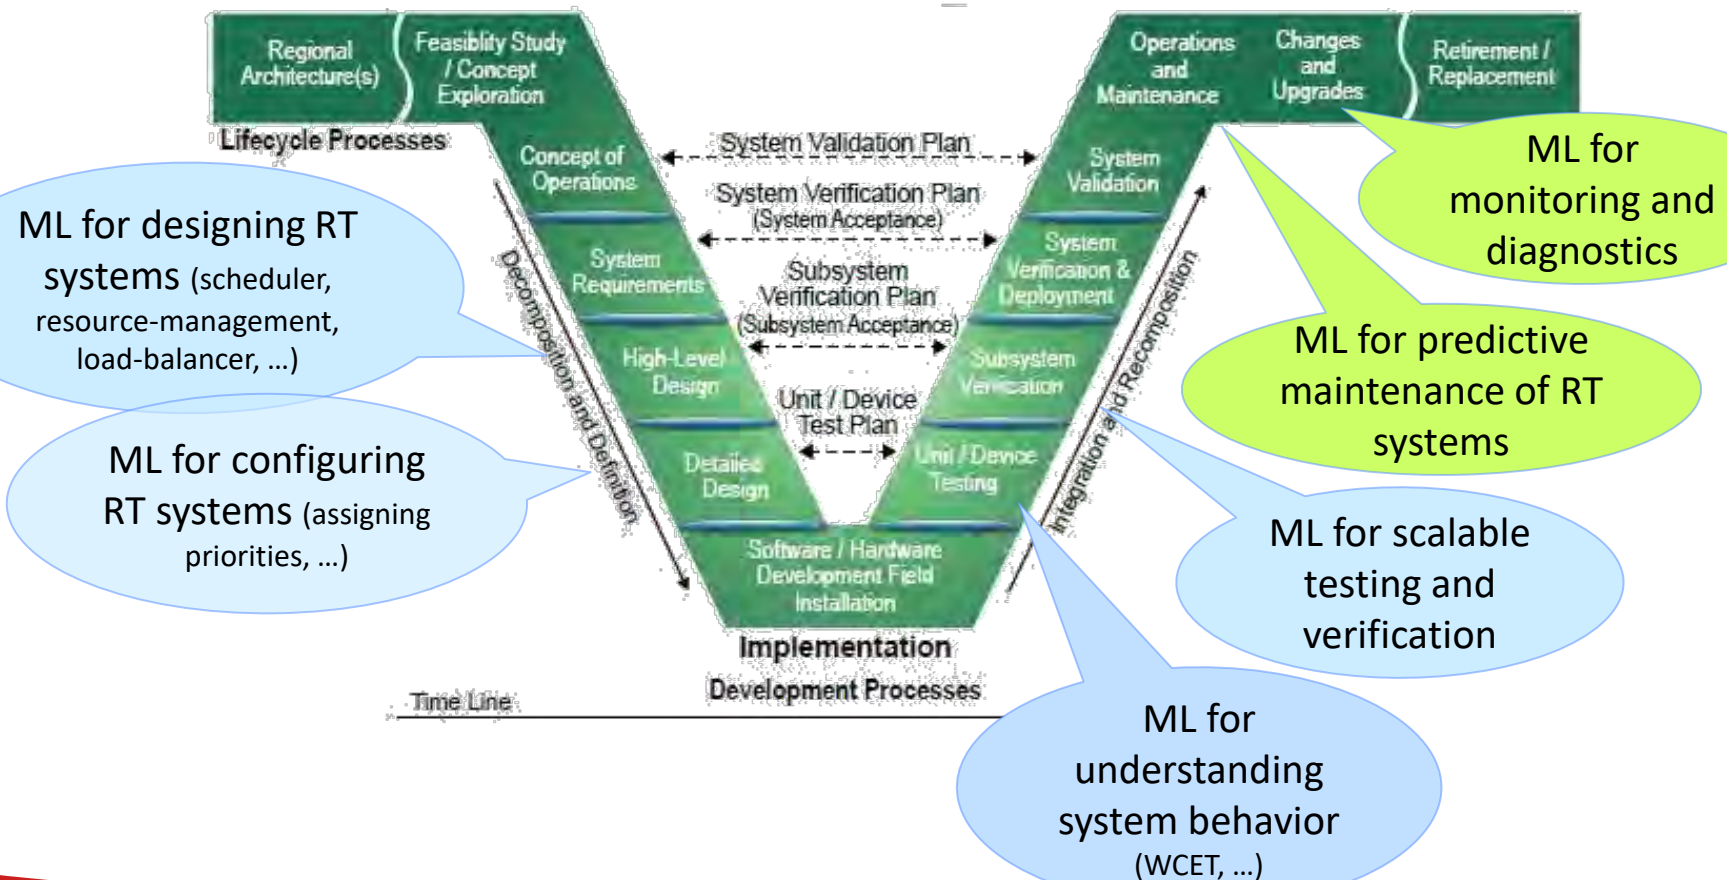 Regional
Architecture(s)
Feasiblity Study
/ Concept
Exploration
Operations
and
Maintenance
Changes
and
Upgrades
Retirement /
Replacement
Lifecycle Processes
Concept of
Operations
System Validation Plan
System
Validation
System Verification Plan
(System Acceptance)
System
Requirements
System
Verification &
Deployment
Subsystem
Verification Plan
(Subsystem Acceptance)
High-Level
Design
Subsystem
Verification
Unit / Device
Test Plan
Detailed
Design
Unit / Device
Testing
Decomposition and Definition
Integration and Recomposition
Software / Hardware
Development Field
Installation
Implementation
Development Processes
Time Line
ML for designing RT
systems (scheduler,
resource-management,
load-balancer, ...)
ML for configuring
RT systems (assigning
priorities, ...)
ML for
monitoring and
diagnostics
ML for predictive
maintenance of RT
systems
ML for scalable
testing and
verification
ML for
understanding
system behavior
(WCET, ...)